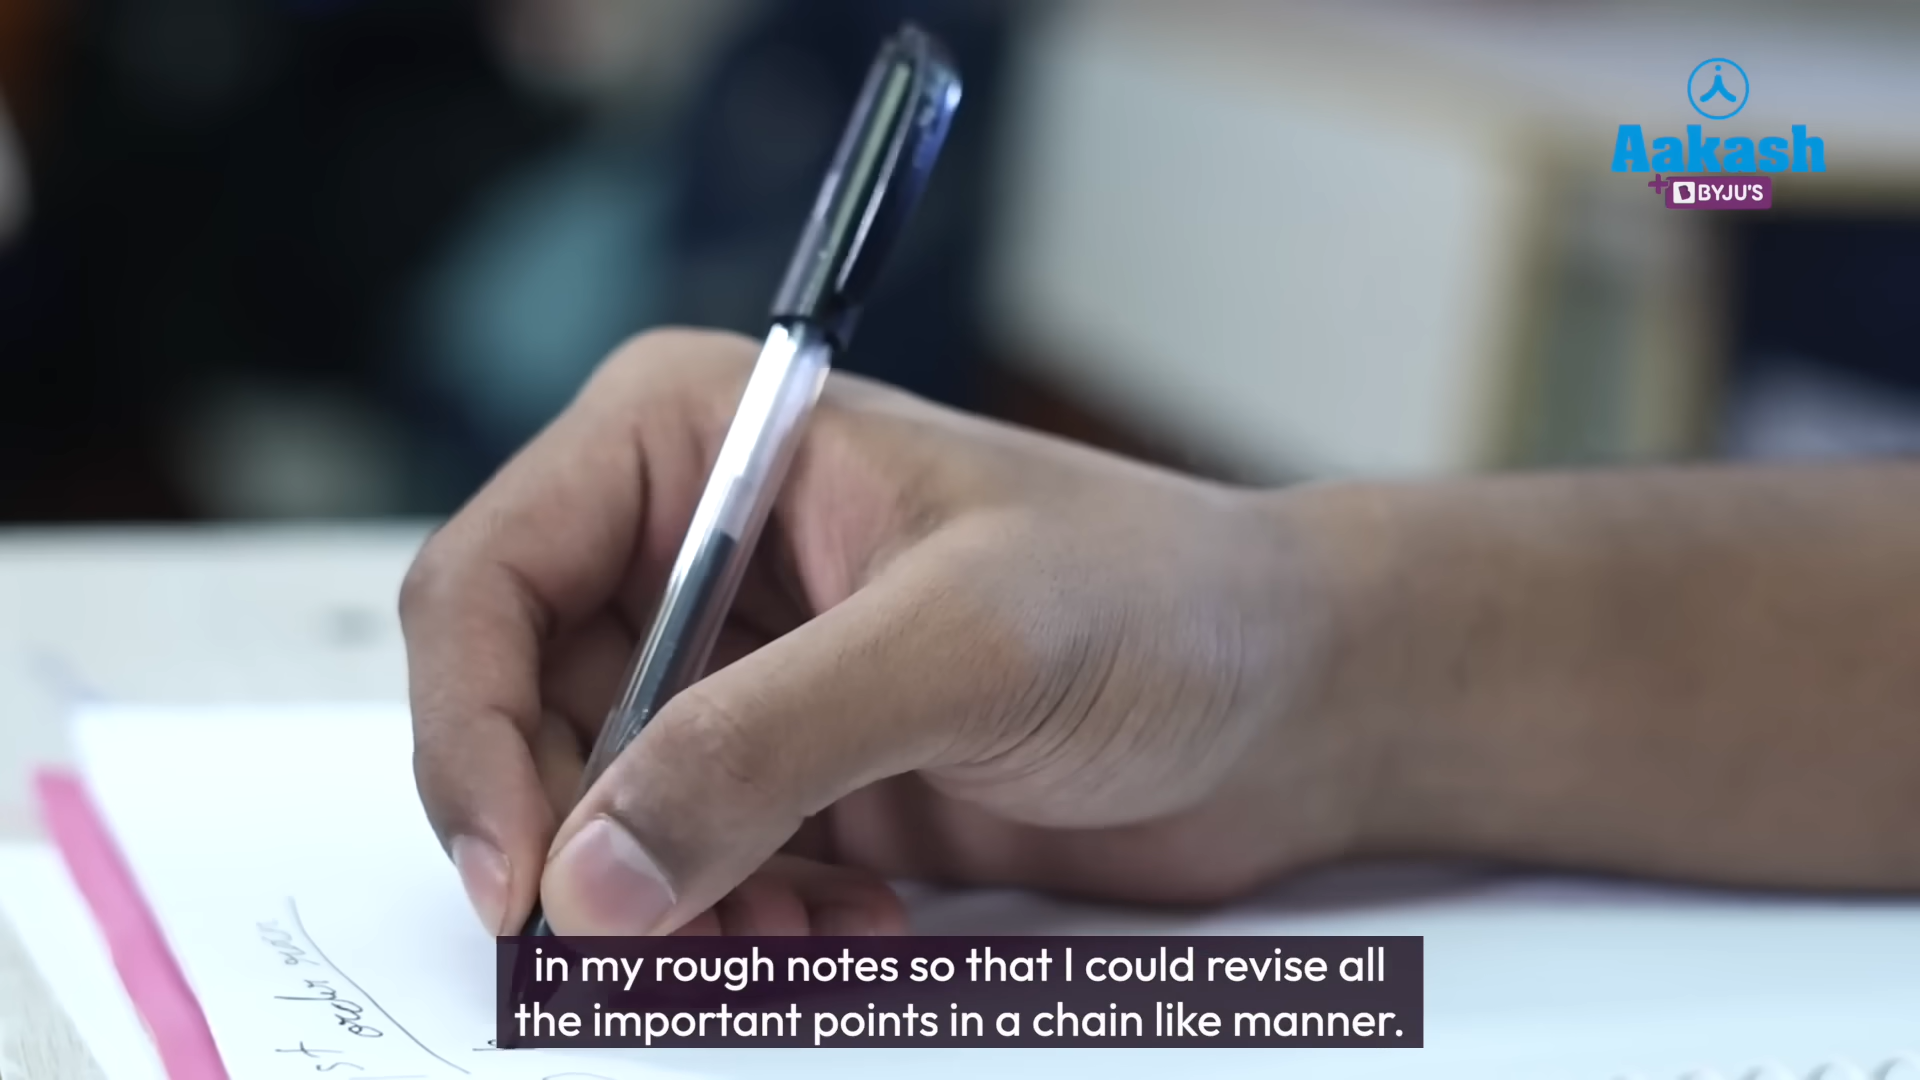 Aakash
+BYJU'S
in my rough notes so that I could revise all
the important points in a chain like manner.